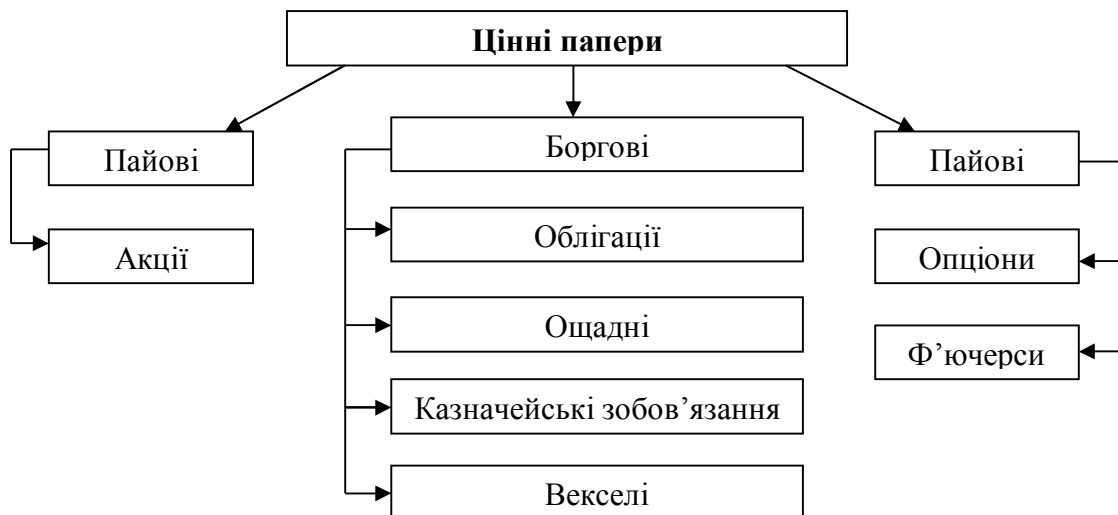 Цінні папери
Пайові
Боргові
Пайові
Акції
Облігації
Опціони
Ощадні
Ф’ючерси
Казначейські зобов’язання
Векселі